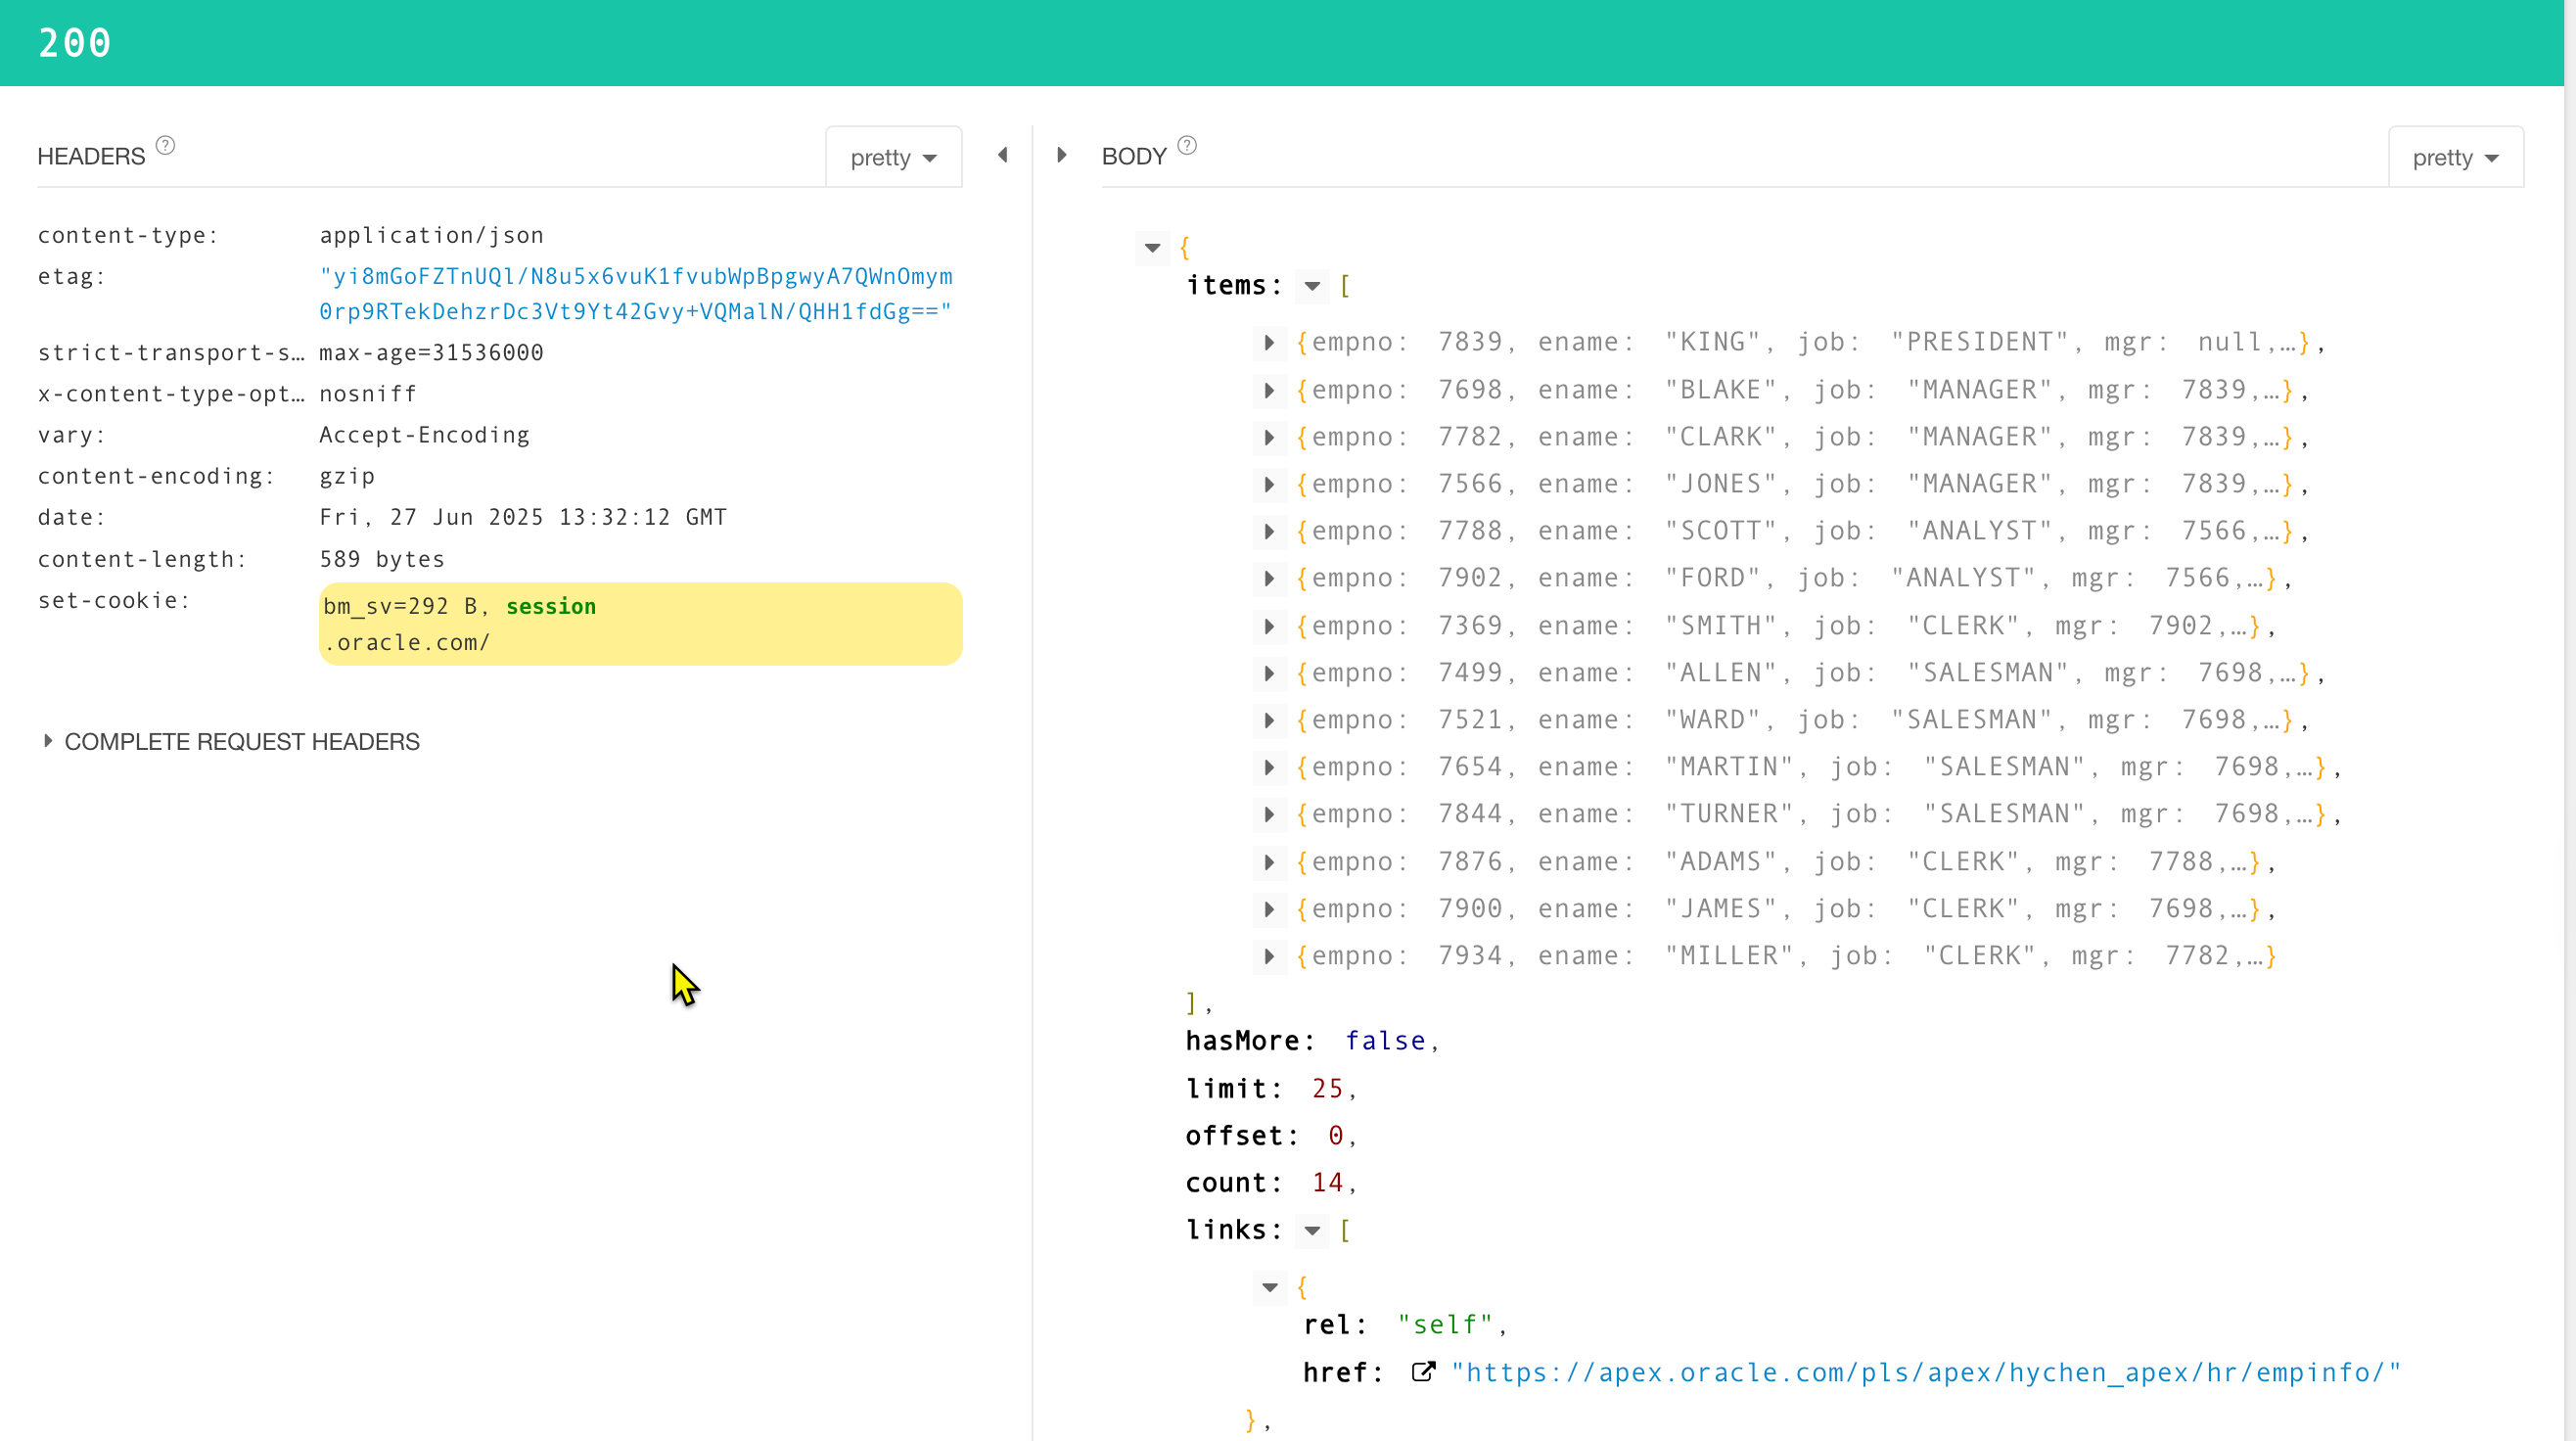 200
HEADERS ?
pretty
content-type: application/json
etag: "yi8mGoFZTnUQl/N8u5x6vuK1fvubWpBpgwyA7QWnOmym
0rp9RTekDehzrDc3Vt9Yt42Gvy+VQMalN/QHH1fdGg=="
strict-transport-s… max-age=31536000
x-content-type-opt… nosniff
vary: Accept-Encoding
content-encoding: gzip
date: Fri, 27 Jun 2025 13:32:12 GMT
content-length: 589 bytes
set-cookie: bm_sv=292 B, session
.oracle.com/
COMPLETE REQUEST HEADERS
BODY ?
pretty
{
items: [
{empno: 7839, ename: "KING", job: "PRESIDENT", mgr: null,…},
{empno: 7698, ename: "BLAKE", job: "MANAGER", mgr: 7839,…},
{empno: 7782, ename: "CLARK", job: "MANAGER", mgr: 7839,…},
{empno: 7566, ename: "JONES", job: "MANAGER", mgr: 7839,…},
{empno: 7788, ename: "SCOTT", job: "ANALYST", mgr: 7566,…},
{empno: 7902, ename: "FORD", job: "ANALYST", mgr: 7566,…},
{empno: 7369, ename: "SMITH", job: "CLERK", mgr: 7902,…},
{empno: 7499, ename: "ALLEN", job: "SALESMAN", mgr: 7698,…},
{empno: 7521, ename: "WARD", job: "SALESMAN", mgr: 7698,…},
{empno: 7654, ename: "MARTIN", job: "SALESMAN", mgr: 7698,…},
{empno: 7844, ename: "TURNER", job: "SALESMAN", mgr: 7698,…},
{empno: 7876, ename: "ADAMS", job: "CLERK", mgr: 7788,…},
{empno: 7900, ename: "JAMES", job: "CLERK", mgr: 7698,…},
{empno: 7934, ename: "MILLER", job: "CLERK", mgr: 7782,…}
],
hasMore: false,
limit: 25,
offset: 0,
count: 14,
links: [
{
rel: "self",
href: "https://apex.oracle.com/pls/apex/hychen_apex/hr/empinfo/"
},